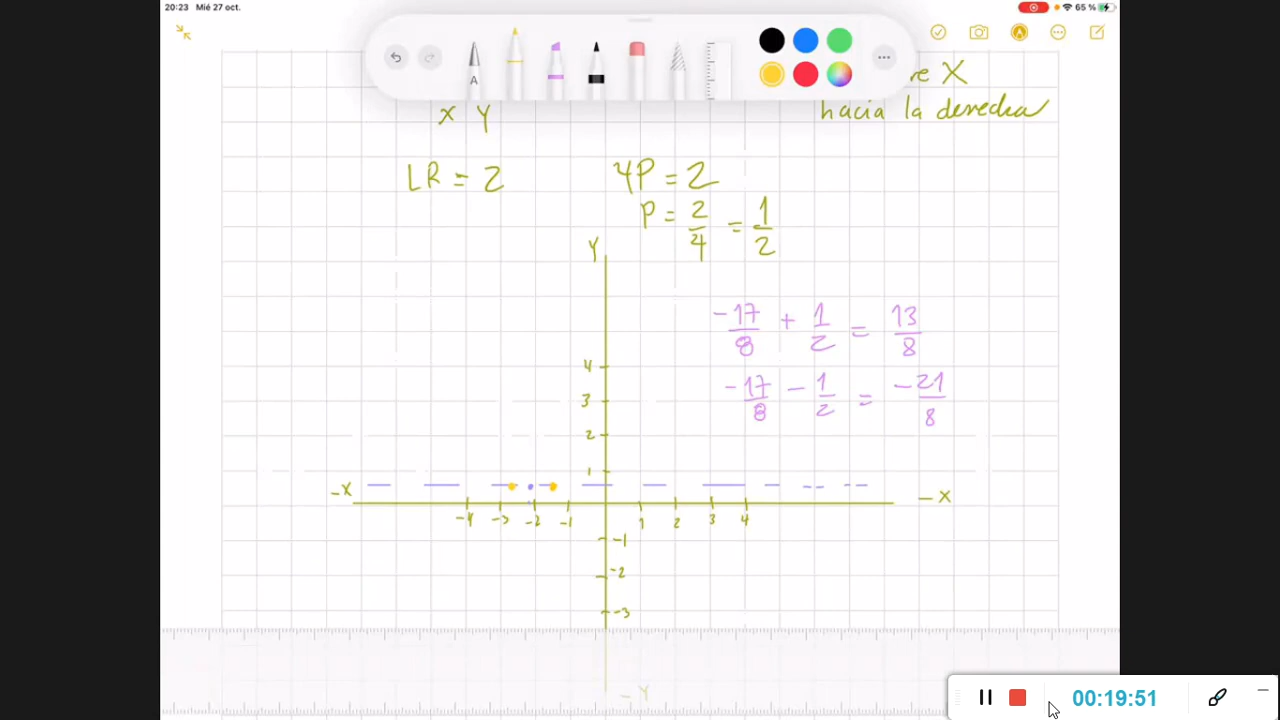 20:23 Mié 27 oct.
65 %
A
re X
hacia la derecha
X Y
LR = 2
4P = 2
P = 2/4 = 1/2
Y
-17/8 + 1/2 = 13/8
-17/8 - 1/2 = -21/8
4
3
2
1
-X
-X
-4 -3 -2 -1 1 2 3 4
-1
-2
-3
-Y
00:19:51